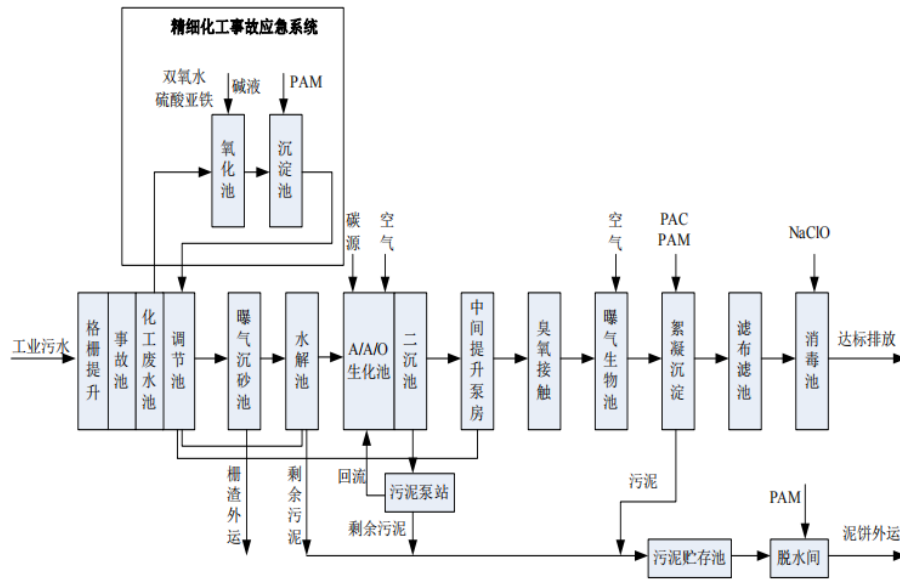 精细化工事故应急系统
双氧水
硫酸亚铁
碱液
PAM
氧化池
沉淀池
碳源
空气
空气
PAC
PAM
NaClO
工业污水
格栅提升
事故池
化工废水池
调节池
曝气沉砂池
水解池
A/A/O
生化池
二沉池
中间提升泵房
臭氧接触
曝气生物池
絮凝沉淀
滤布滤池
消毒池
达标排放
栅渣外运
剩余污泥
回流
污泥泵站
剩余污泥
污泥
PAM
污泥贮存池
脱水间
泥饼外运